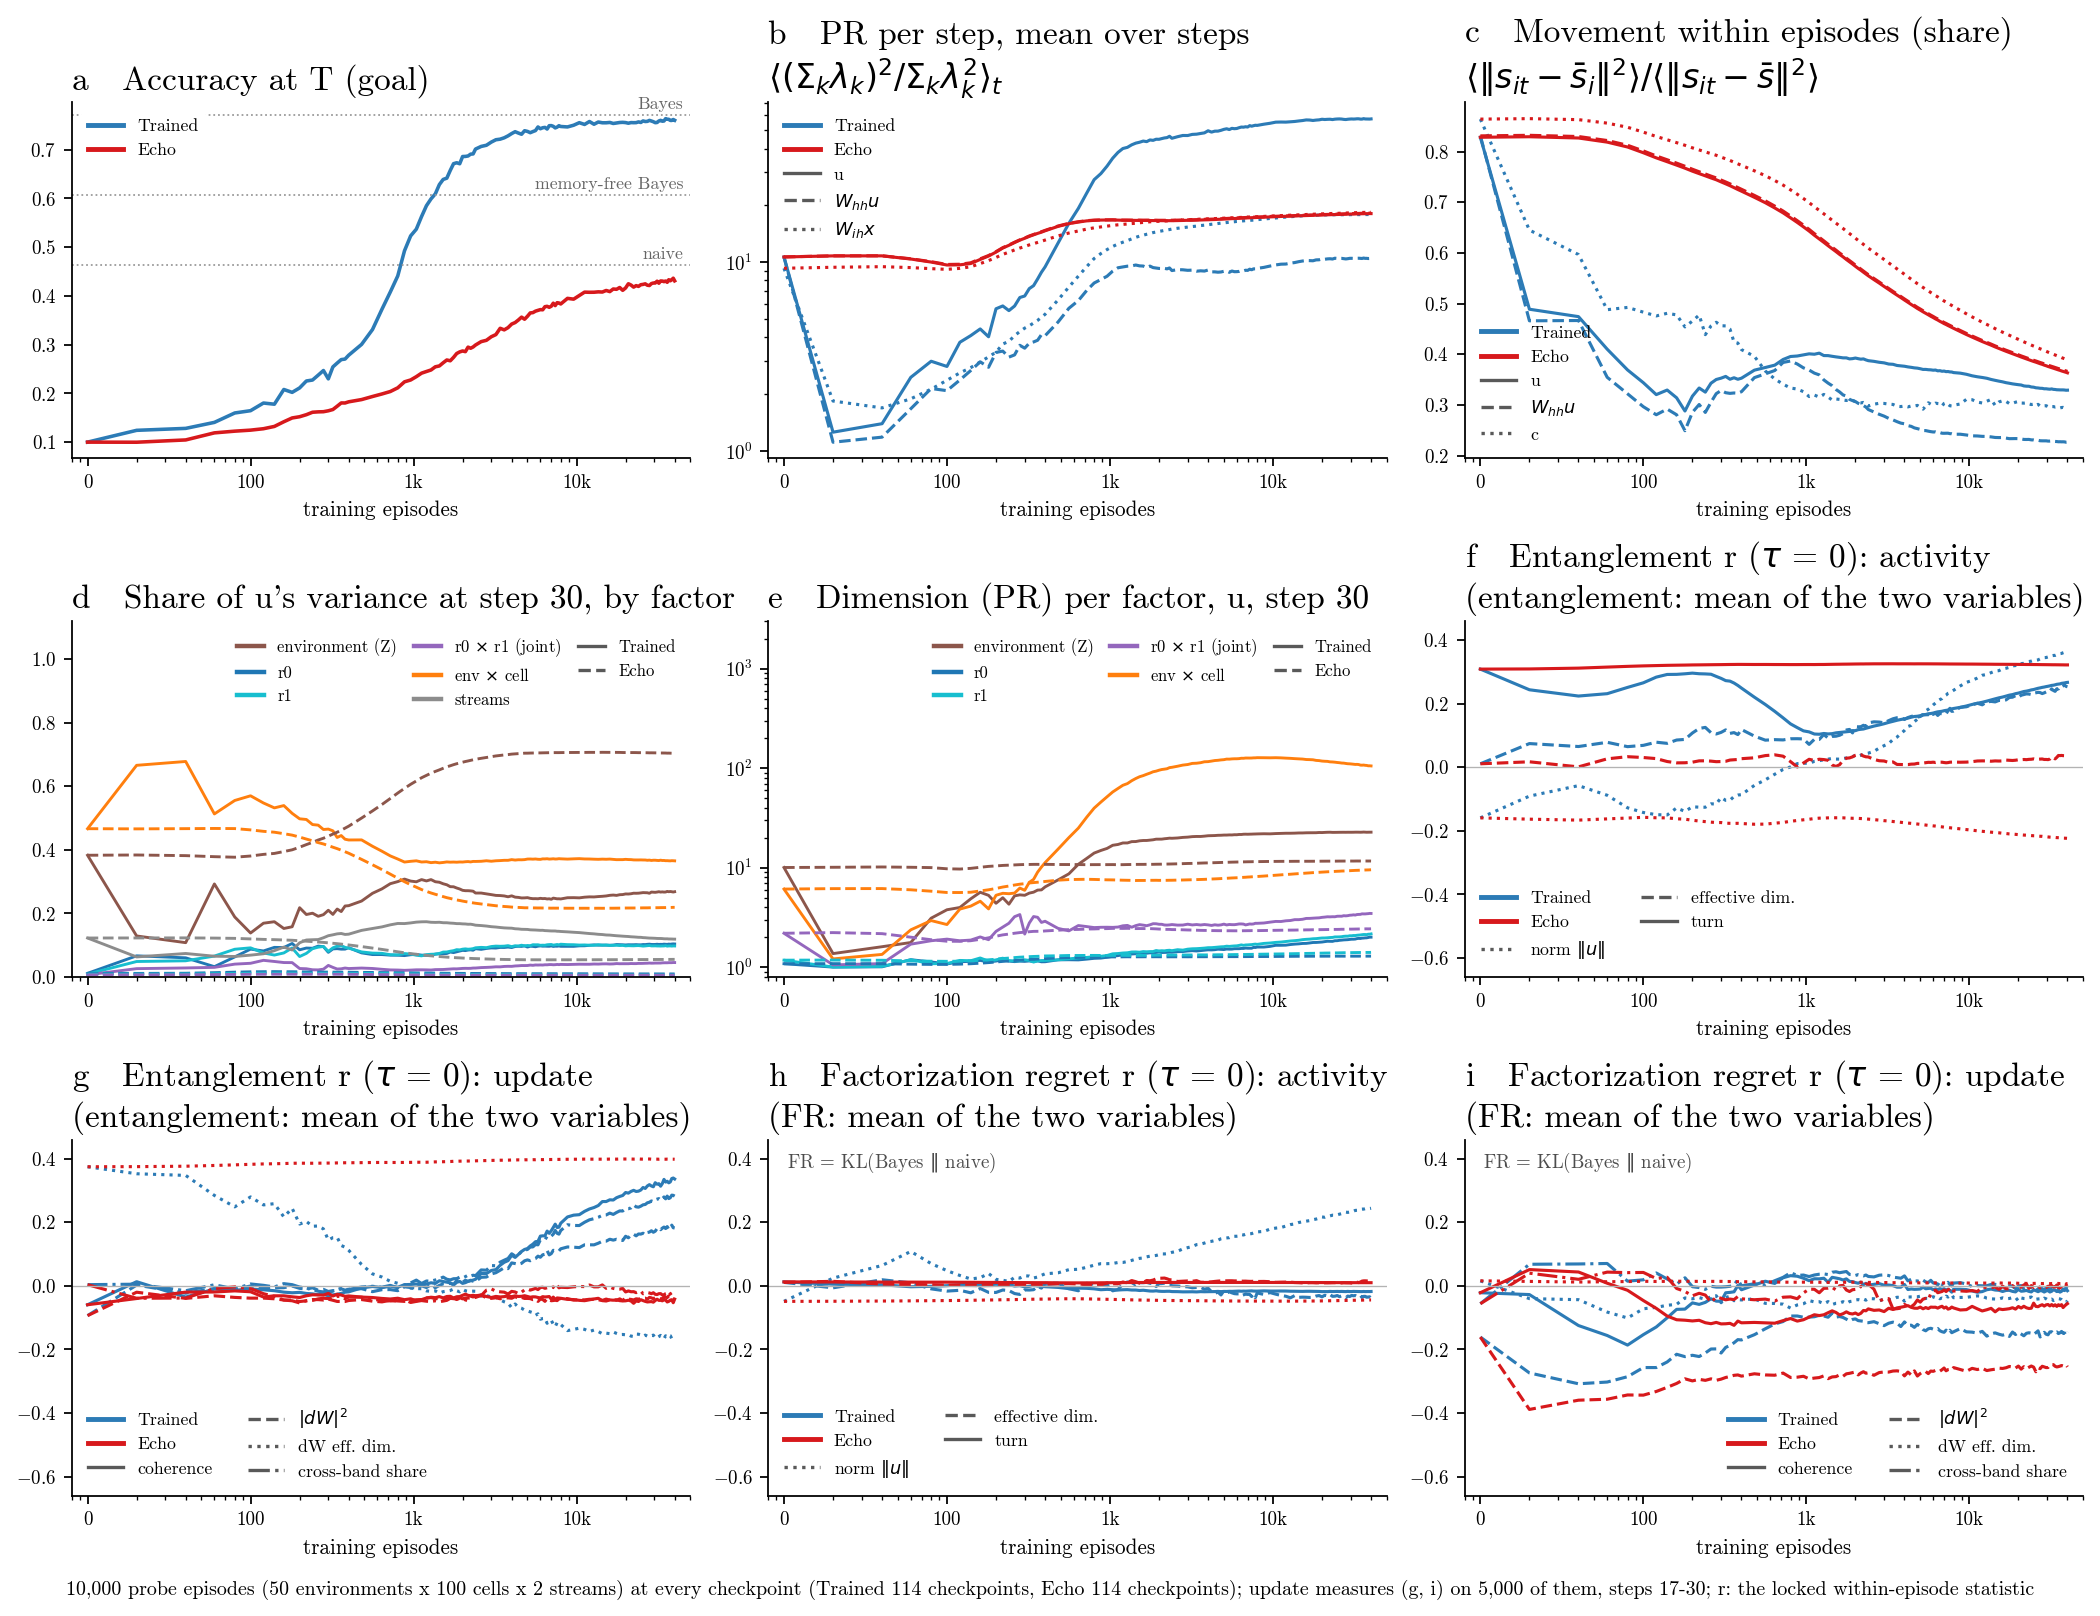 a Accuracy at T (goal)
Bayes
Trained
Echo
memory-free Bayes
naive
0.7
0.6
0.5
0.4
0.3
0.2
0.1
0 100 1k 10k
training episodes
b PR per step, mean over steps
⟨(Σ_k λ_k)²/Σ_k λ_k²⟩_t
Trained
Echo
u
W_hh u
W_ih x
10¹
10⁰
0 100 1k 10k
training episodes
c Movement within episodes (share)
⟨‖s_it − s̄_i‖²⟩/⟨‖s_it − s̄‖²⟩
0.8
0.7
0.6
0.5
0.4
0.3
0.2
Trained
Echo
u
W_hh u
c
0 100 1k 10k
training episodes
d Share of u's variance at step 30, by factor
environment (Z)
r0
r1
r0 × r1 (joint)
env × cell
streams
Trained
Echo
1.0
0.8
0.6
0.4
0.2
0.0
0 100 1k 10k
training episodes
e Dimension (PR) per factor, u, step 30
environment (Z)
r0
r1
r0 × r1 (joint)
env × cell
Trained
Echo
10³
10²
10¹
10⁰
0 100 1k 10k
training episodes
f Entanglement r (τ = 0): activity
(entanglement: mean of the two variables)
0.4
0.2
0.0
−0.2
−0.4
−0.6
Trained
Echo
norm ‖u‖
effective dim.
turn
0 100 1k 10k
training episodes
g Entanglement r (τ = 0): update
(entanglement: mean of the two variables)
0.4
0.2
0.0
−0.2
−0.4
−0.6
Trained
Echo
coherence
|dW|²
dW eff. dim.
cross-band share
0 100 1k 10k
training episodes
h Factorization regret r (τ = 0): activity
(FR: mean of the two variables)
FR = KL(Bayes ‖ naive)
0.4
0.2
0.0
−0.2
−0.4
−0.6
Trained
Echo
norm ‖u‖
effective dim.
turn
0 100 1k 10k
training episodes
i Factorization regret r (τ = 0): update
(FR: mean of the two variables)
FR = KL(Bayes ‖ naive)
0.4
0.2
0.0
−0.2
−0.4
−0.6
Trained
Echo
coherence
|dW|²
dW eff. dim.
cross-band share
0 100 1k 10k
training episodes
10,000 probe episodes (50 environments x 100 cells x 2 streams) at every checkpoint (Trained 114 checkpoints, Echo 114 checkpoints); update measures (g, i) on 5,000 of them, steps 17-30; r: the locked within-episode statistic